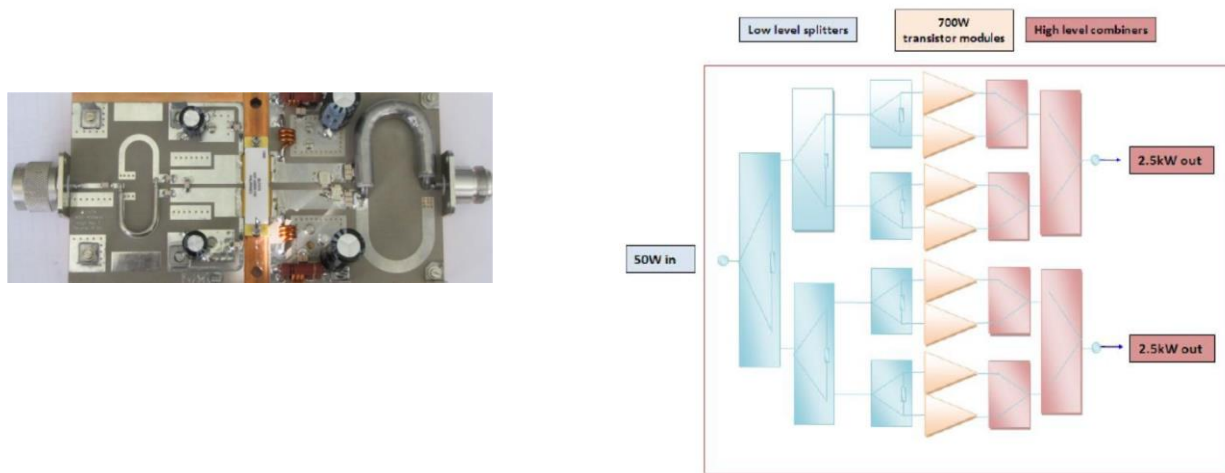 Low level splitters
700W
transistor modules
High level combiners
50W in
2.5kW out
2.5kW out